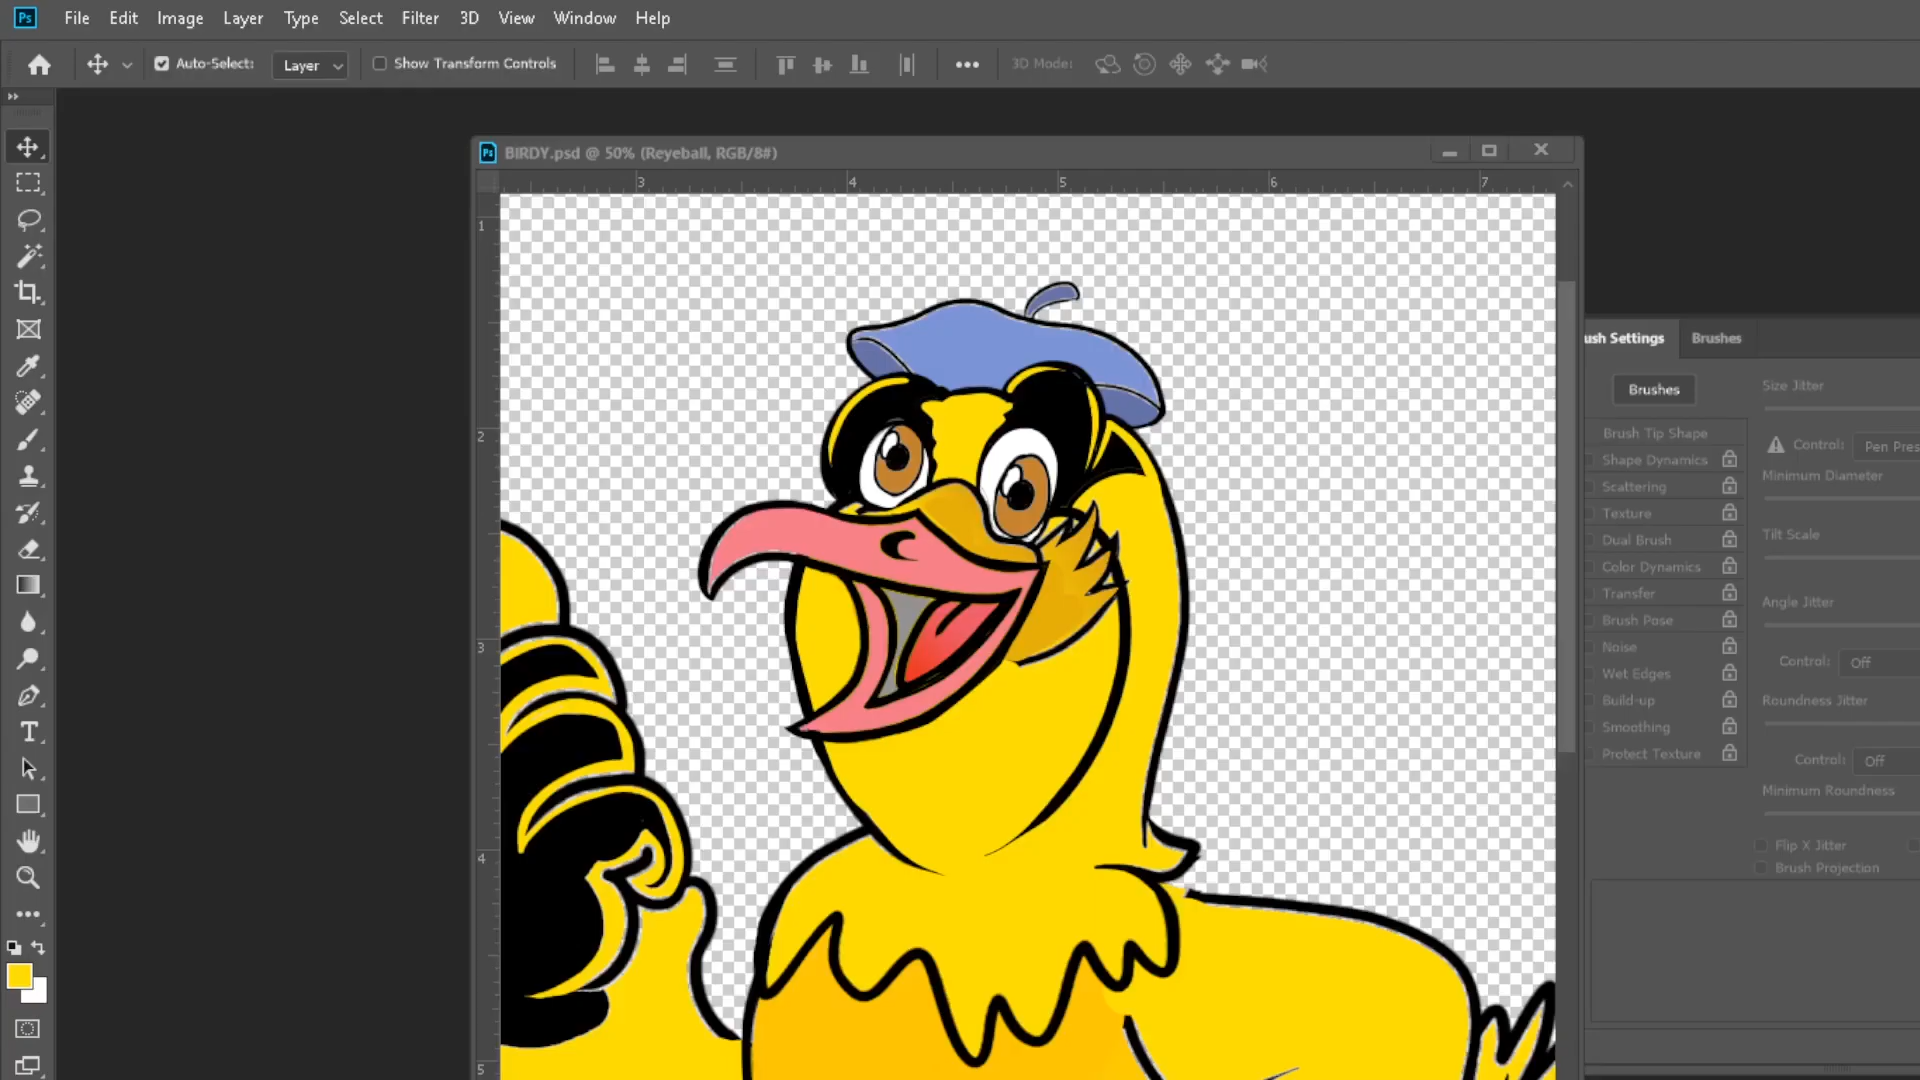 Ps File Edit Image Layer Type Select Filter 3D View Window Help
Auto-Select: Layer Show Transform Controls 3D Mode:
Ps BIRDY.psd @ 50% (Reyeball, RGB/8#)
3 4 5 6 7
1
2
3
4
5
ush Settings Brushes
Brushes
Brush Tip Shape
Shape Dynamics
Scattering
Texture
Dual Brush
Color Dynamics
Transfer
Brush Pose
Noise
Wet Edges
Build-up
Smoothing
Protect Texture
Size Jitter
Control: Pen Pres
Minimum Diameter
Tilt Scale
Angle Jitter
Control: Off
Roundness Jitter
Control: Off
Minimum Roundness
Flip X Jitter
Brush Projection